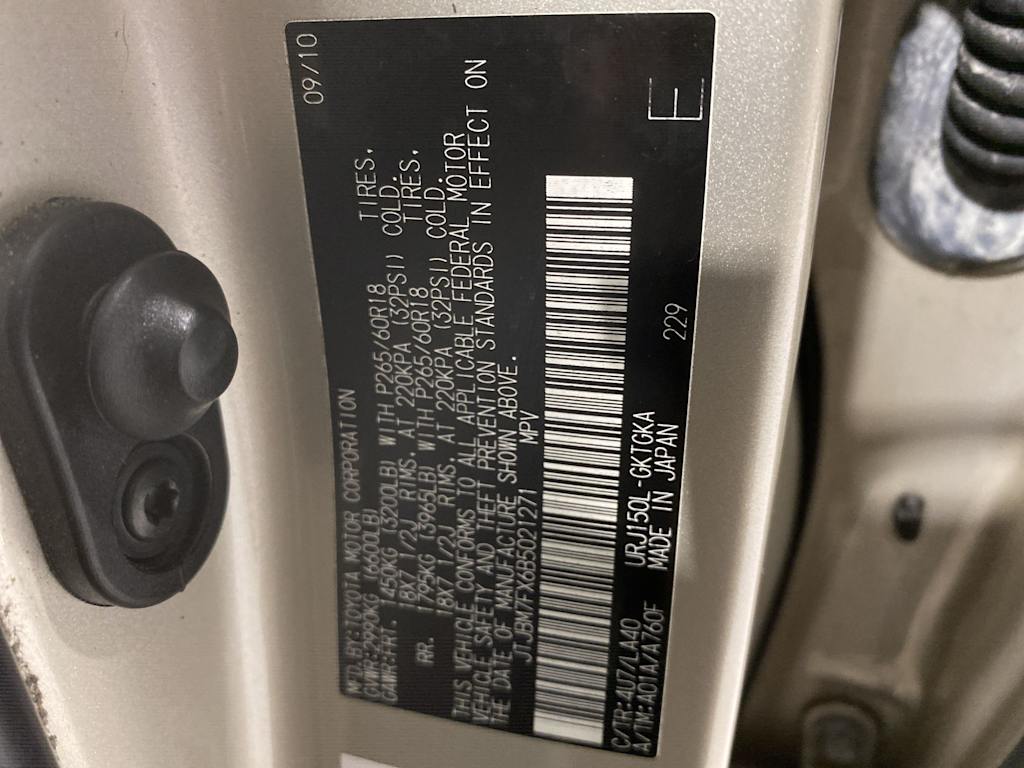 MFD. BY: TOYOTA MOTOR CORPORATION 09/10
GVWR: 2990KG (6600LB)
GAWR: FRT. 1450KG (3200LB) WITH P265/60R18 TIRES.
18X7 1/2J RIMS. AT 220KPA (32PSI) COLD.
RR. 1795KG (3965LB) WITH P265/60R18 TIRES.
18X7 1/2J RIMS. AT 220KPA (32PSI) COLD.
THIS VEHICLE CONFORMS TO ALL APPLICABLE FEDERAL MOTOR
VEHICLE SAFETY AND THEFT PREVENTION STANDARDS IN EFFECT ON
THE DATE OF MANUFACTURE SHOWN ABOVE.
JTJBM7FX6B5021271 MPV
C/TR: 4U7/LA40 URJ150L-GKTGKA
A/TM: A01A/A760F MADE IN JAPAN 229 E